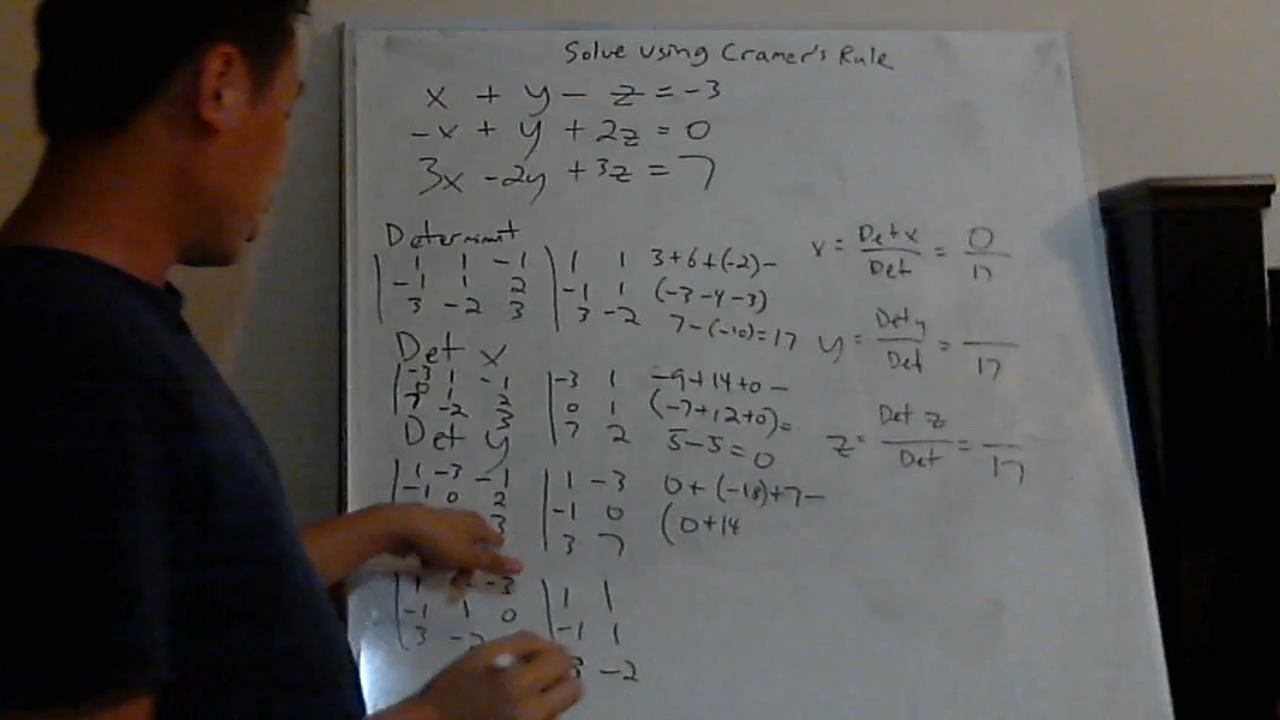 Solve using Cramer's Rule
x + y - z = -3
-x + y + 2z = 0
3x - 2y + 3z = 7
Determinnt
1 1 -1 | 1 1 3+6+(-2)-
-1 1 2 | -1 1 (-3-4-3)
3 -2 3 | 3 -2 7-(-10)=17
Det x
-3 1 -1 | -3 1 -9+14+0-
0 1 2 | 0 1 (-7+12+0)=
7 -2 3 | 7 2 5-5=0
Det y
1 -3 -1 | 1 -3 0+(-18)+7-
-1 0 2 | -1 0 (0+14
3 | 3 7
1 -3 | 1 1
-1 1 0 | -1 1
3 -2 | 3 -2
x = Det x / Det = 0 / 17
y = Det y / Det = / 17
z = Det z / Det = / 17